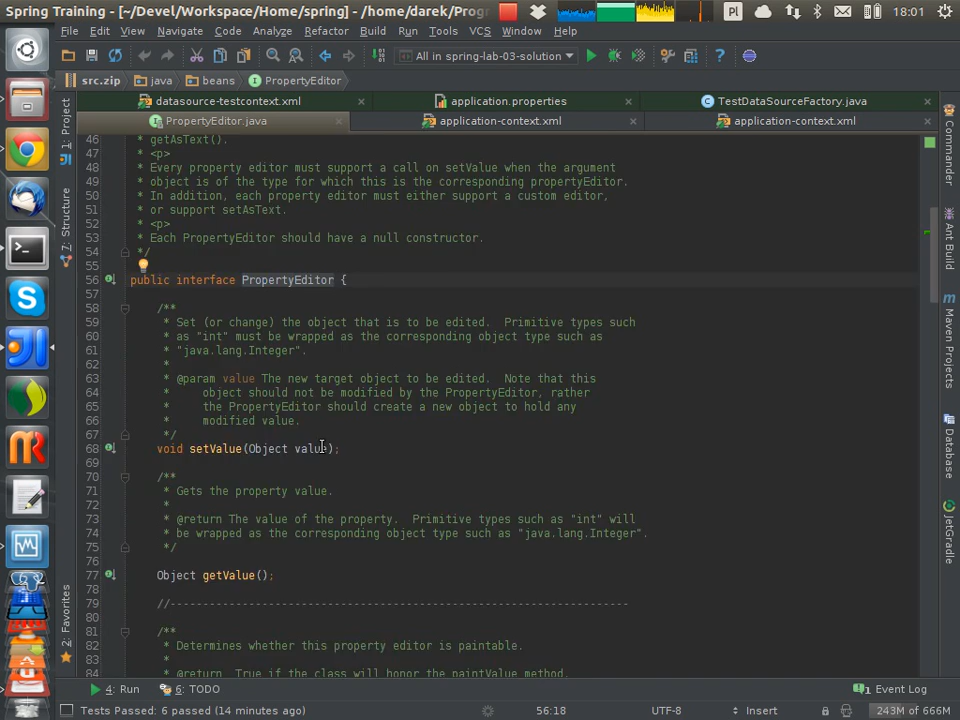 Spring Training - [~/Devel/Workspace/Home/spring] - /home/darek/Prog
Pl
18:01
File Edit View Navigate Code Analyze Refactor Build Run Tools VCS Window Help
All in spring-lab-03-solution
src.zip java beans PropertyEditor
datasource-testcontext.xml application.properties TestDataSourceFactory.java
PropertyEditor.java application-context.xml application-context.xml
46 * getAsText().
47 * <p>
48 * Every property editor must support a call on setValue when the argument
49 * object is of the type for which this is the corresponding propertyEditor.
50 * In addition, each property editor must either support a custom editor,
51 * or support setAsText.
52 * <p>
53 * Each PropertyEditor should have a null constructor.
54 */
55
56 public interface PropertyEditor {
57
58 /**
59 * Set (or change) the object that is to be edited.  Primitive types such
60 * as "int" must be wrapped as the corresponding object type such as
61 * "java.lang.Integer".
62 *
63 * @param value The new target object to be edited.  Note that this
64 *     object should not be modified by the PropertyEditor, rather
65 *     the PropertyEditor should create a new object to hold any
66 *     modified value.
67 */
68 void setValue(Object value);
69
70 /**
71 * Gets the property value.
72 *
73 * @return The value of the property.  Primitive types such as "int" will
74 * be wrapped as the corresponding object type such as "java.lang.Integer".
75 */
76
77 Object getValue();
78
79 //----------------------------------------------------------------------
80
81 /**
82 * Determines whether this property editor is paintable.
83 *
84 * @return  True if the class will honor the paintValue method.
1: Project
7: Structure
2: Favorites
Commander
Ant Build
m
Maven Projects
Database
JetGradle
4: Run 6: TODO 1 Event Log
Tests Passed: 6 passed (14 minutes ago) 56:18 UTF-8 Insert 243M of 666M